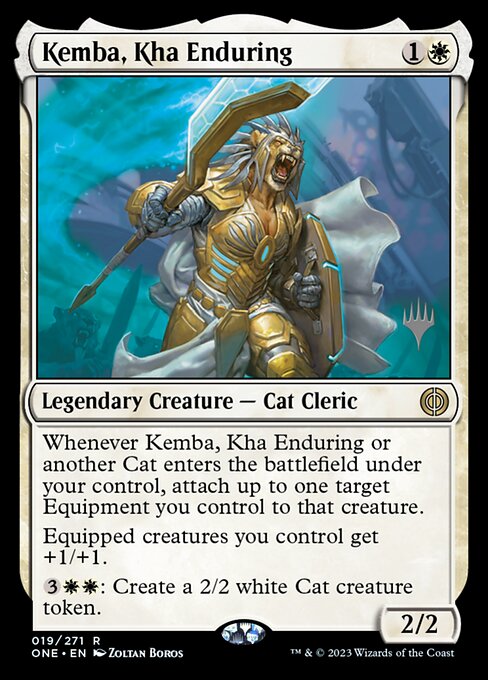 Kemba, Kha Enduring 1
Legendary Creature — Cat Cleric
Whenever Kemba, Kha Enduring or
another Cat enters the battlefield under
your control, attach up to one target
Equipment you control to that creature.
Equipped creatures you control get
+1/+1.
3: Create a 2/2 white Cat creature
token.
2/2
019/271 R
ONE • EN Zoltan Boros
™ & © 2023 Wizards of the Coast